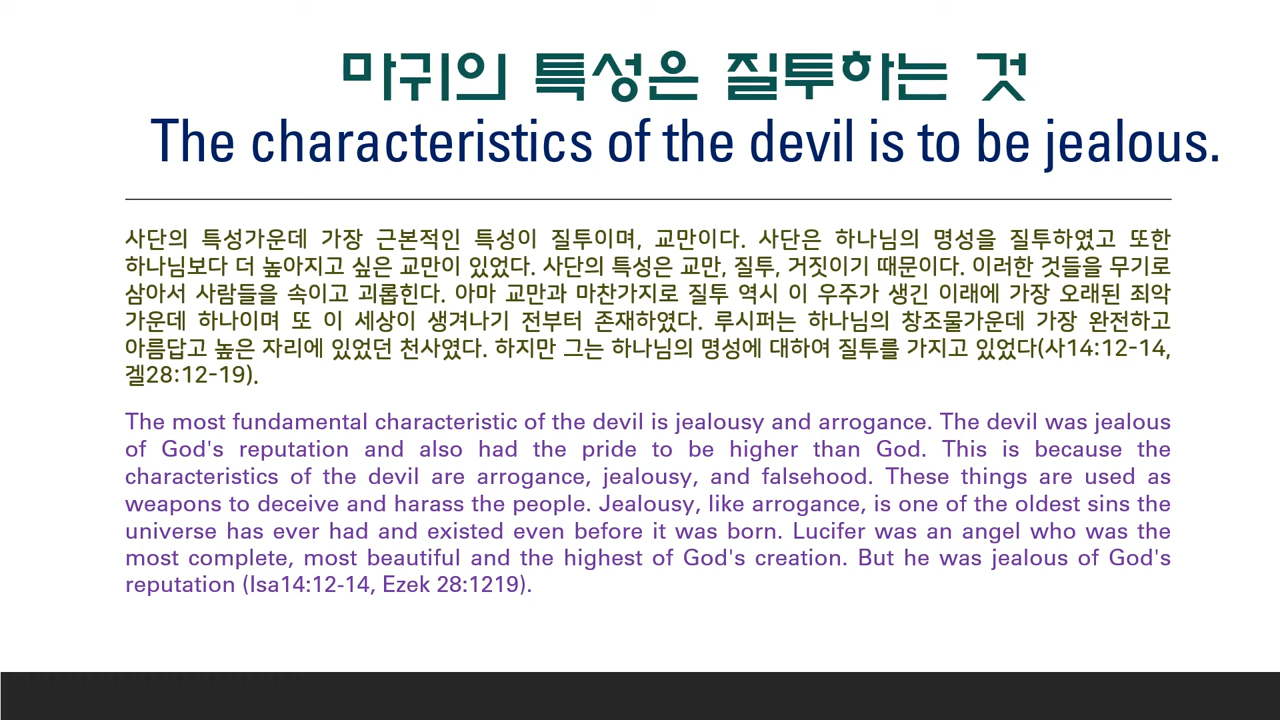 마귀의 특성은 질투하는 것
The characteristics of the devil is to be jealous.
사단의 특성가운데 가장 근본적인 특성이 질투이며, 교만이다. 사단은 하나님의 명성을 질투하였고 또한
하나님보다 더 높아지고 싶은 교만이 있었다. 사단의 특성은 교만, 질투, 거짓이기 때문이다. 이러한 것들을 무기로
삼아서 사람들을 속이고 괴롭힌다. 아마 교만과 마찬가지로 질투 역시 이 우주가 생긴 이래에 가장 오래된 죄악
가운데 하나이며 또 이 세상이 생겨나기 전부터 존재하였다. 루시퍼는 하나님의 창조물가운데 가장 완전하고
아름답고 높은 자리에 있었던 천사였다. 하지만 그는 하나님의 명성에 대하여 질투를 가지고 있었다(사14:12-14,
겔28:12-19).
The most fundamental characteristic of the devil is jealousy and arrogance. The devil was jealous
of God's reputation and also had the pride to be higher than God. This is because the
characteristics of the devil are arrogance, jealousy, and falsehood. These things are used as
weapons to deceive and harass the people. Jealousy, like arrogance, is one of the oldest sins the
universe has ever had and existed even before it was born. Lucifer was an angel who was the
most complete, most beautiful and the highest of God's creation. But he was jealous of God's
reputation (Isa14:12-14, Ezek 28:1219).